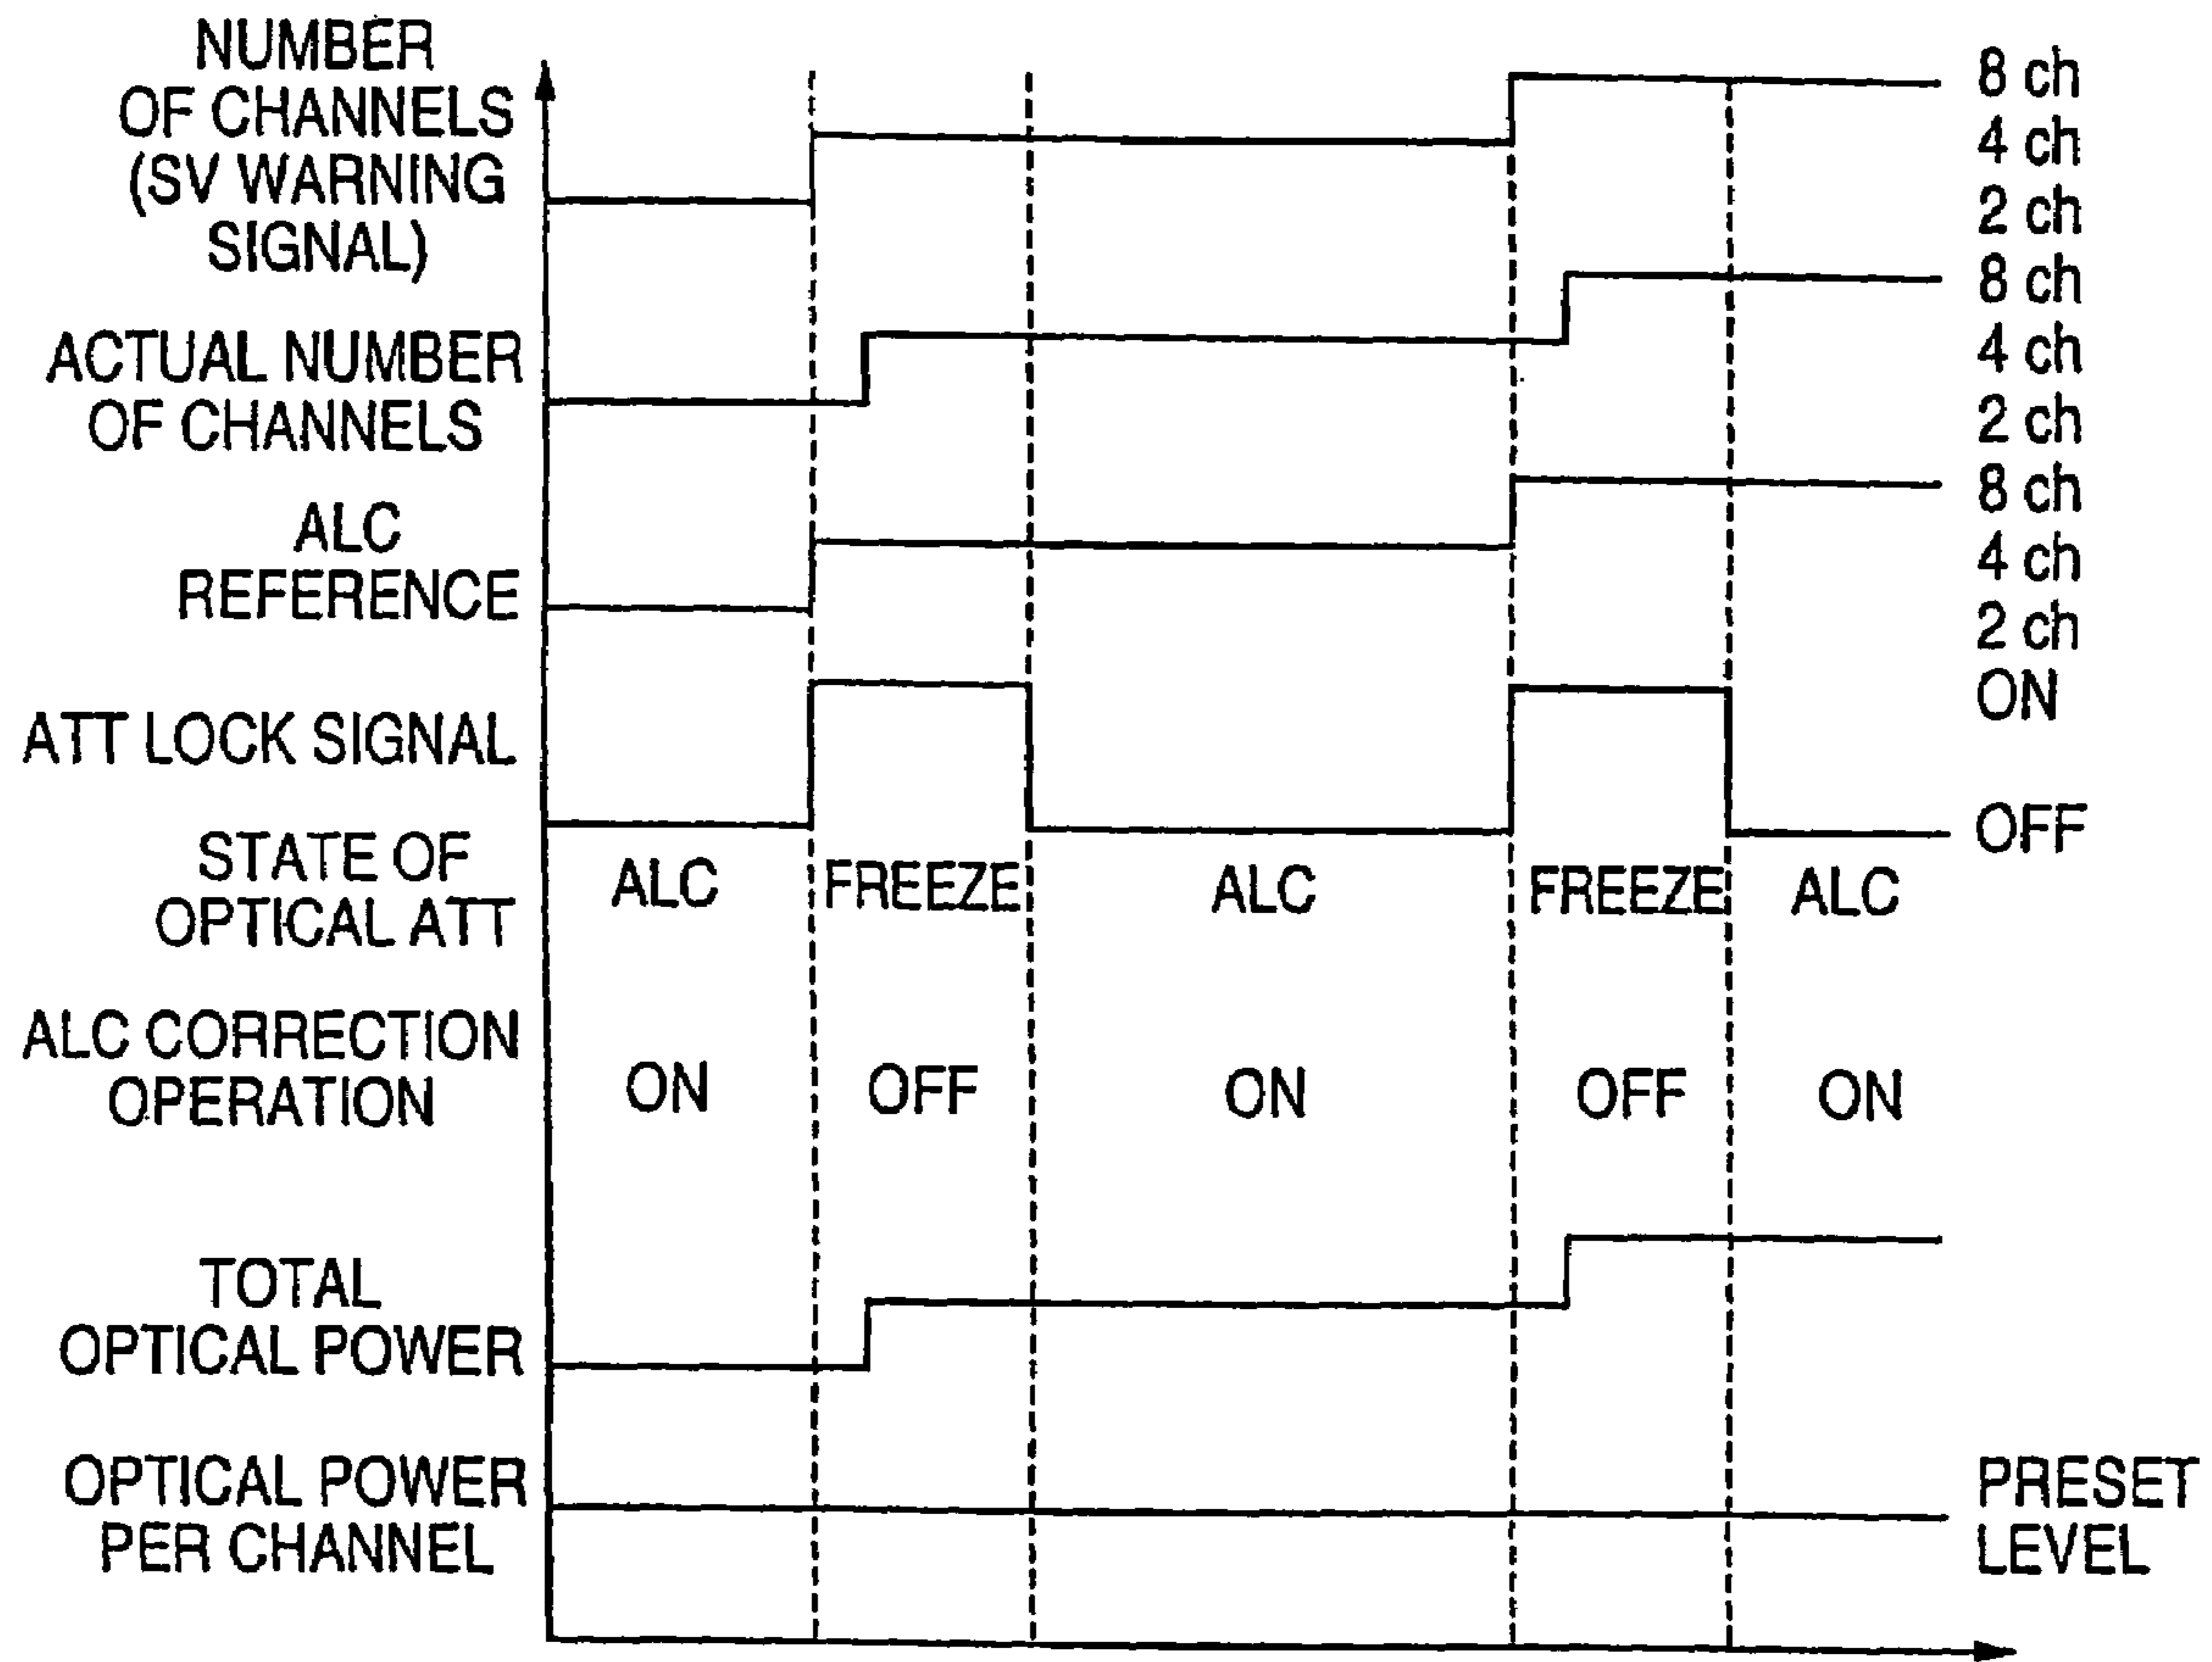 NUMBER
OF CHANNELS
(SV WARNING
SIGNAL)
8 ch
4 ch
2 ch
ACTUAL NUMBER
OF CHANNELS
8 ch
4 ch
2 ch
ALC
REFERENCE
8 ch
4 ch
2 ch
ATT LOCK SIGNAL
ON
OFF
STATE OF
OPTICAL ATT
ALC
FREEZE
ALC
FREEZE
ALC
ALC CORRECTION
OPERATION
ON
OFF
ON
OFF
ON
TOTAL
OPTICAL POWER
OPTICAL POWER
PER CHANNEL
PRESET
LEVEL